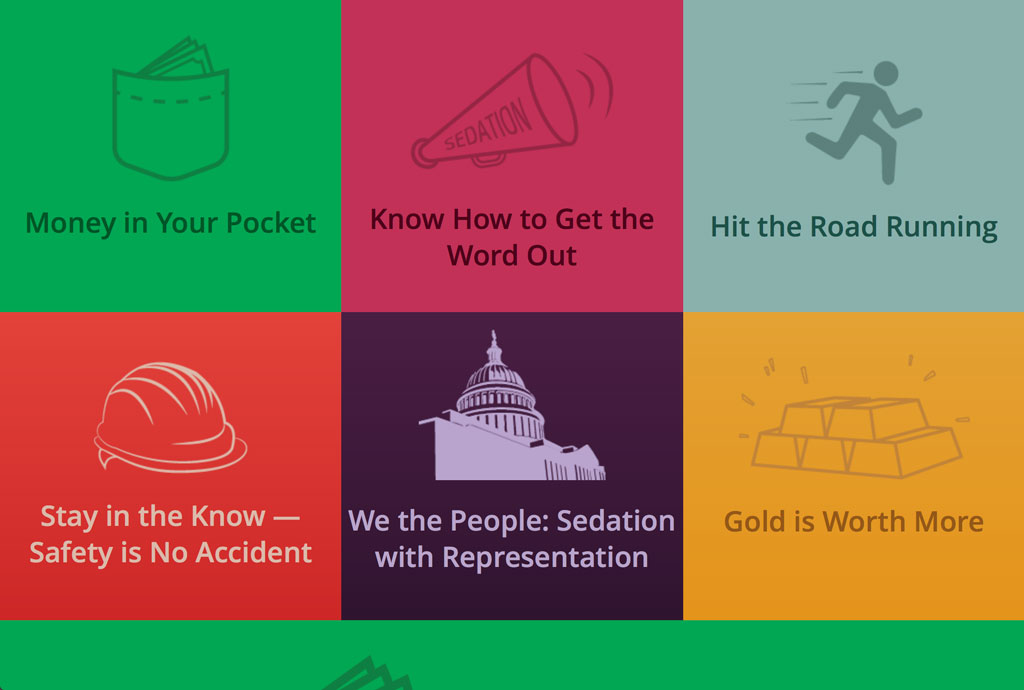 Money in Your Pocket
SEDATION
Know How to Get the
Word Out
Hit the Road Running
Stay in the Know —
Safety is No Accident
We the People: Sedation
with Representation
Gold is Worth More